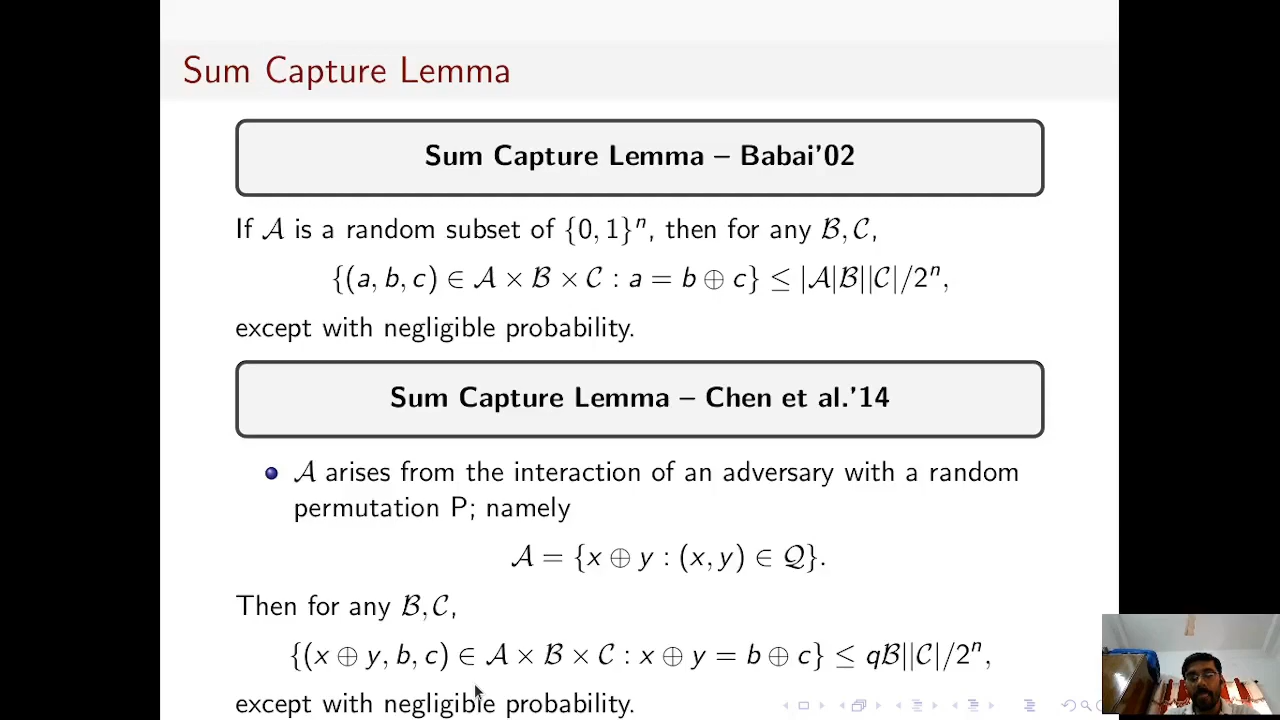 Sum Capture Lemma
Sum Capture Lemma – Babai'02
If 𝒜 is a random subset of {0, 1}ⁿ, then for any ℬ, 𝒞,
{(a, b, c) ∈ 𝒜 × ℬ × 𝒞 : a = b ⊕ c} ≤ |𝒜|ℬ||𝒞|/2ⁿ,
except with negligible probability.
Sum Capture Lemma – Chen et al.'14
𝒜 arises from the interaction of an adversary with a random
permutation P; namely
𝒜 = {x ⊕ y : (x, y) ∈ 𝒬}.
Then for any ℬ, 𝒞,
{(x ⊕ y, b, c) ∈ 𝒜 × ℬ × 𝒞 : x ⊕ y = b ⊕ c} ≤ qℬ||𝒞|/2ⁿ,
except with negligible probability.